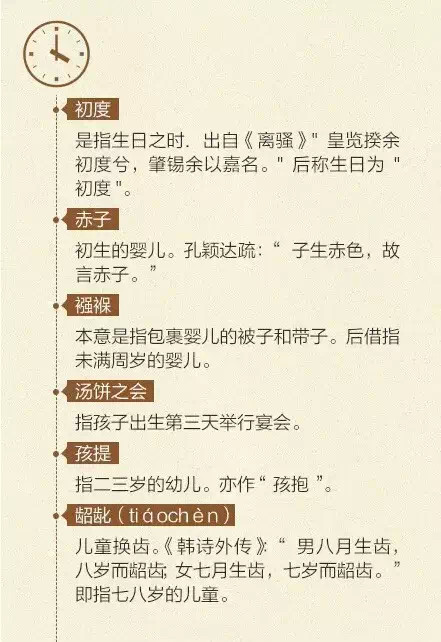 初度
是指生日之时. 出自《离骚》" 皇览揆余
初度兮，肇锡余以嘉名。" 后称生日为 "
初度 "。
赤子
初生的婴儿。孔颖达疏：“ 子生赤色，故
言赤子。”
襁褓
本意是指包裹婴儿的被子和带子。后借指
未满周岁的婴儿。
汤饼之会
指孩子出生第三天举行宴会。
孩提
指二三岁的幼儿。亦作“ 孩抱 ”。
龆龀（tiáochèn）
儿童换齿。《韩诗外传》：“ 男八月生齿，
八岁而龆齿；女七月生齿，七岁而龆齿。”
即指七八岁的儿童。